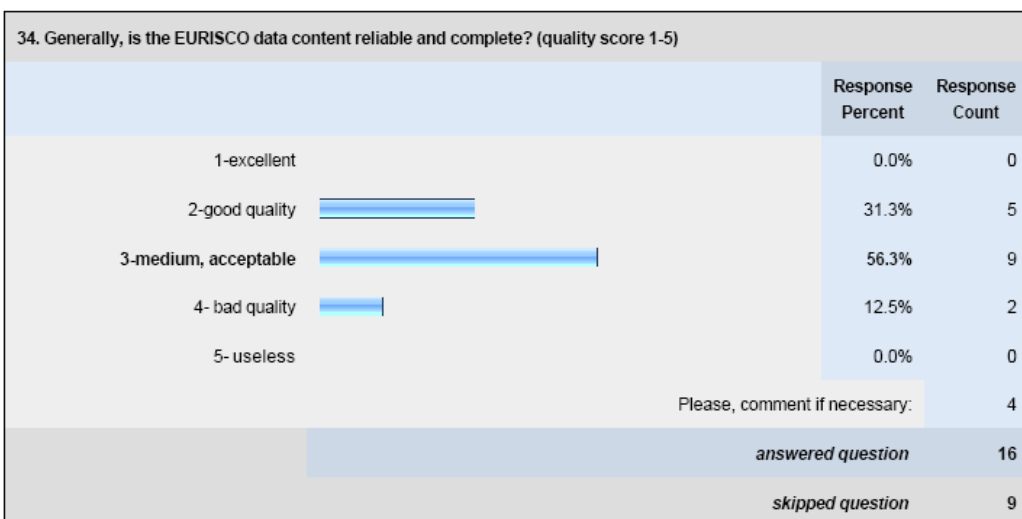 34. Generally, is the EURISCO data content reliable and complete? (quality score 1-5)
Response Percent Response Count
1-excellent 0.0% 0
2-good quality 31.3% 5
3-medium, acceptable 56.3% 9
4- bad quality 12.5% 2
5- useless 0.0% 0
Please, comment if necessary: 4
answered question 16
skipped question 9